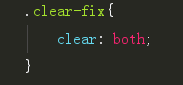 .clear-fix{
clear: both;
}